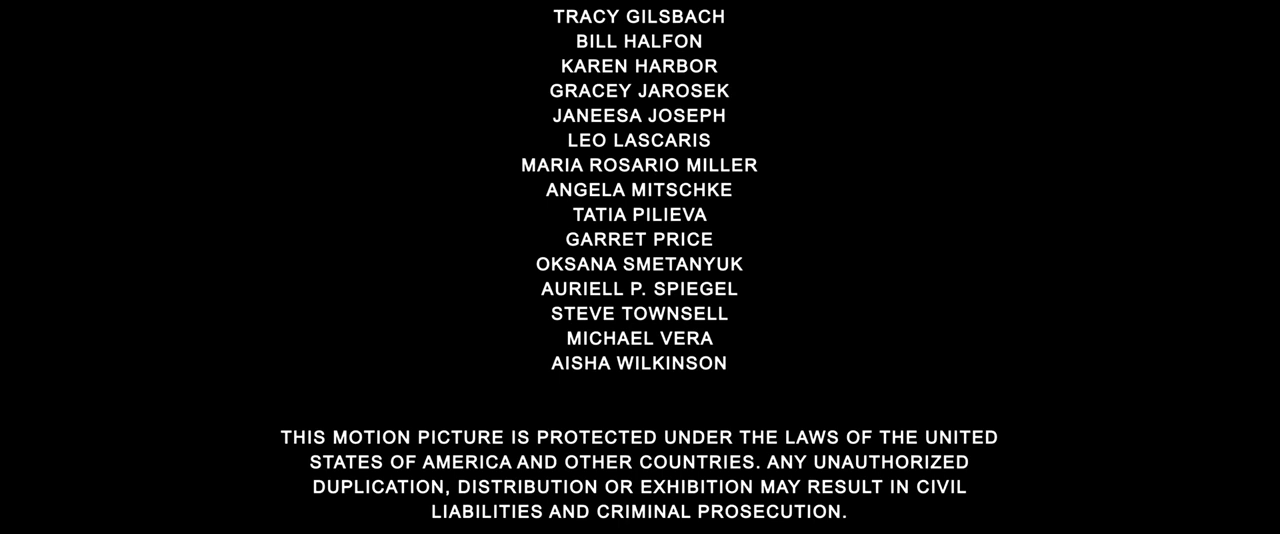 TRACY GILSBACH
BILL HALFON
KAREN HARBOR
GRACEY JAROSEK
JANEESA JOSEPH
LEO LASCARIS
MARIA ROSARIO MILLER
ANGELA MITSCHKE
TATIA PILIEVA
GARRET PRICE
OKSANA SMETANYUK
AURIELL P. SPIEGEL
STEVE TOWNSELL
MICHAEL VERA
AISHA WILKINSON
THIS MOTION PICTURE IS PROTECTED UNDER THE LAWS OF THE UNITED
STATES OF AMERICA AND OTHER COUNTRIES. ANY UNAUTHORIZED
DUPLICATION, DISTRIBUTION OR EXHIBITION MAY RESULT IN CIVIL
LIABILITIES AND CRIMINAL PROSECUTION.